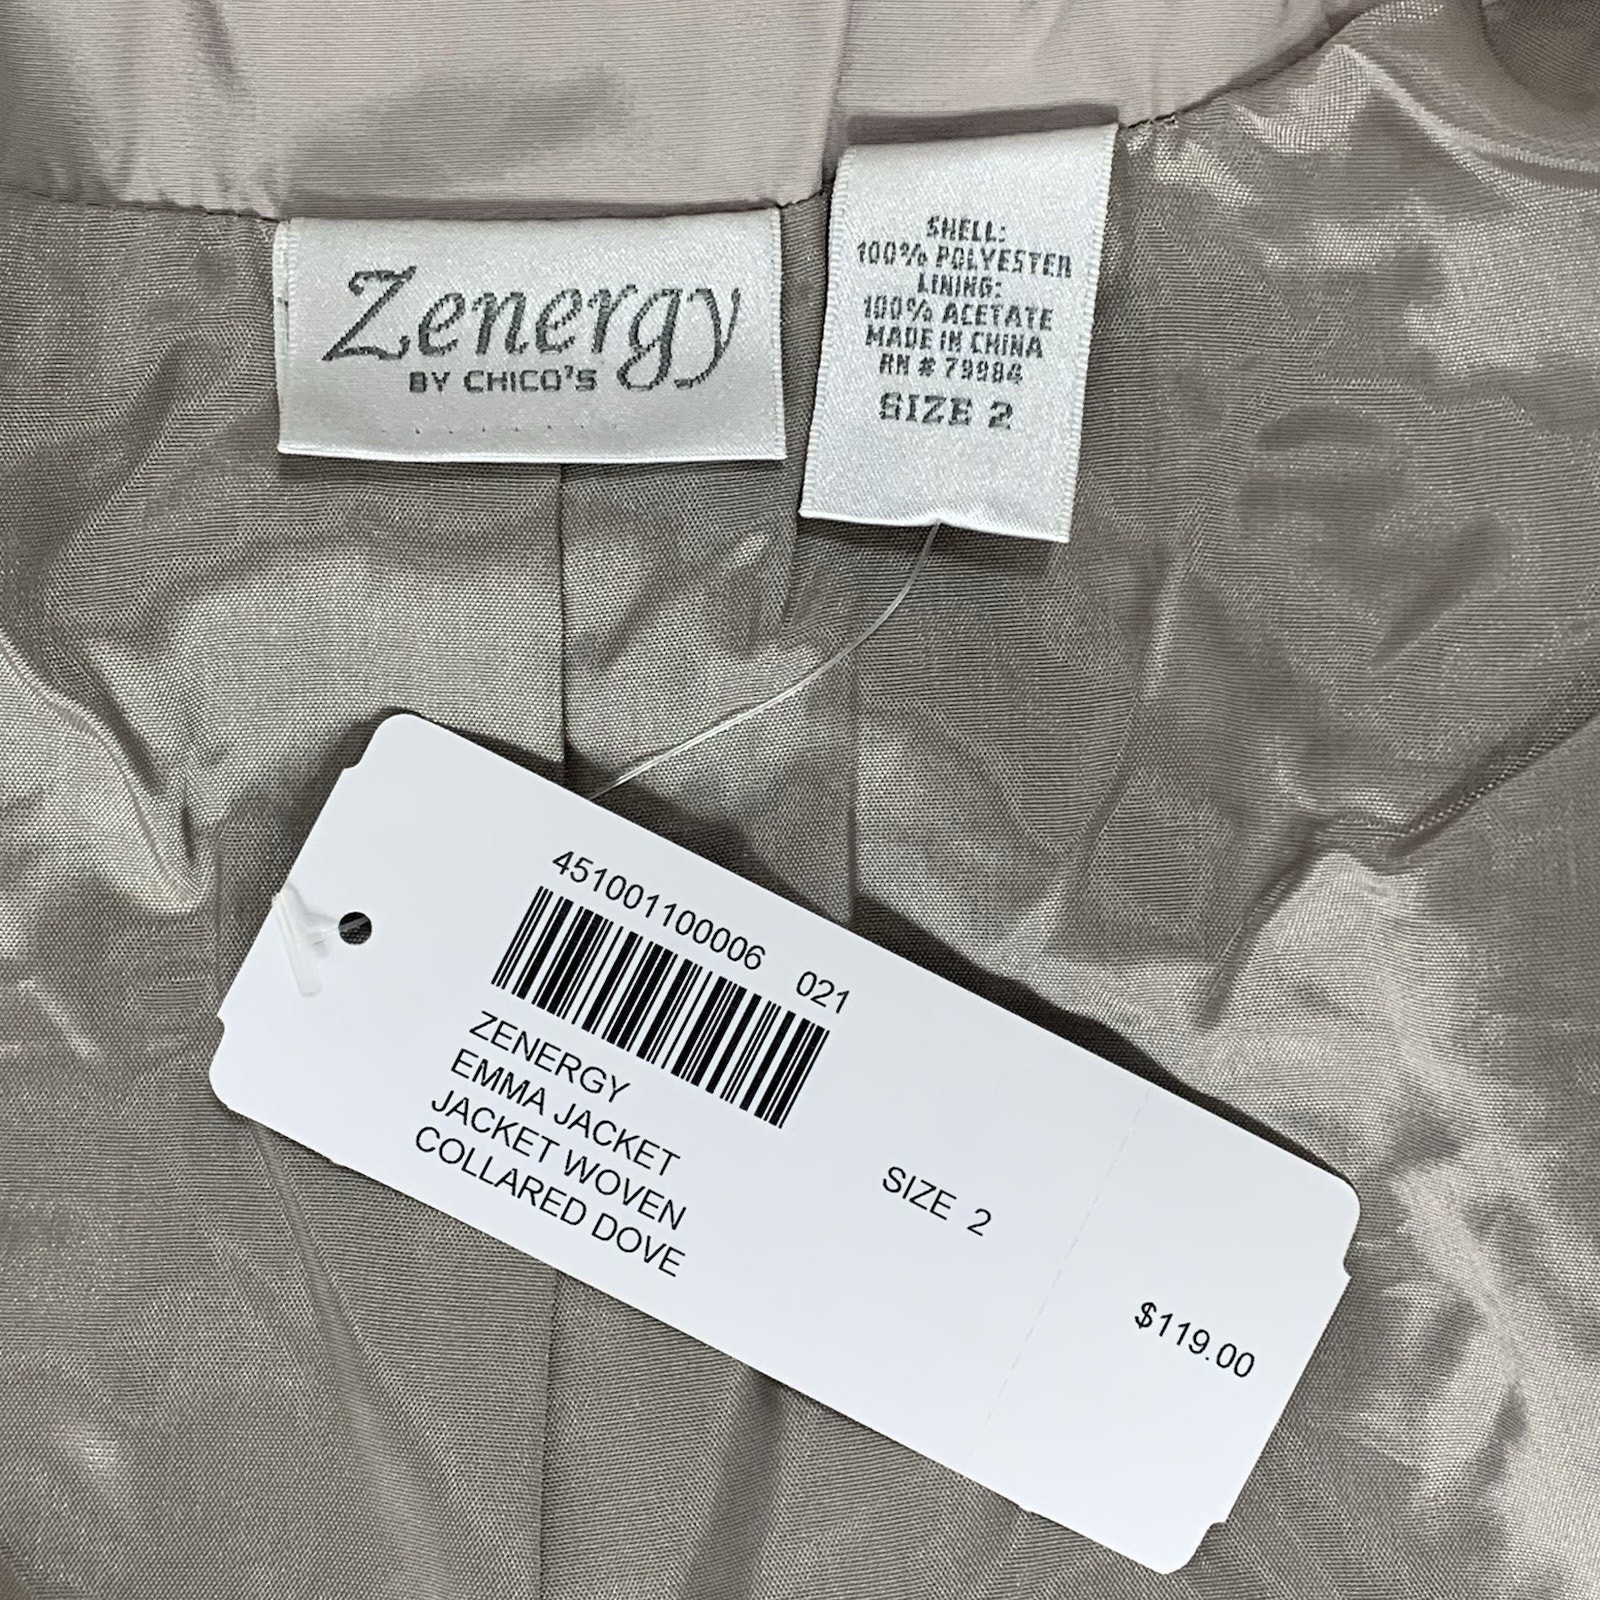 Zenergy
BY CHICO'S
SHELL:
100% POLYESTER
LINING:
100% ACETATE
MADE IN CHINA
RN # 79984
SIZE 2
451001100006 021
ZENERGY
EMMA JACKET
JACKET WOVEN
COLLARED DOVE
SIZE 2
$119.00